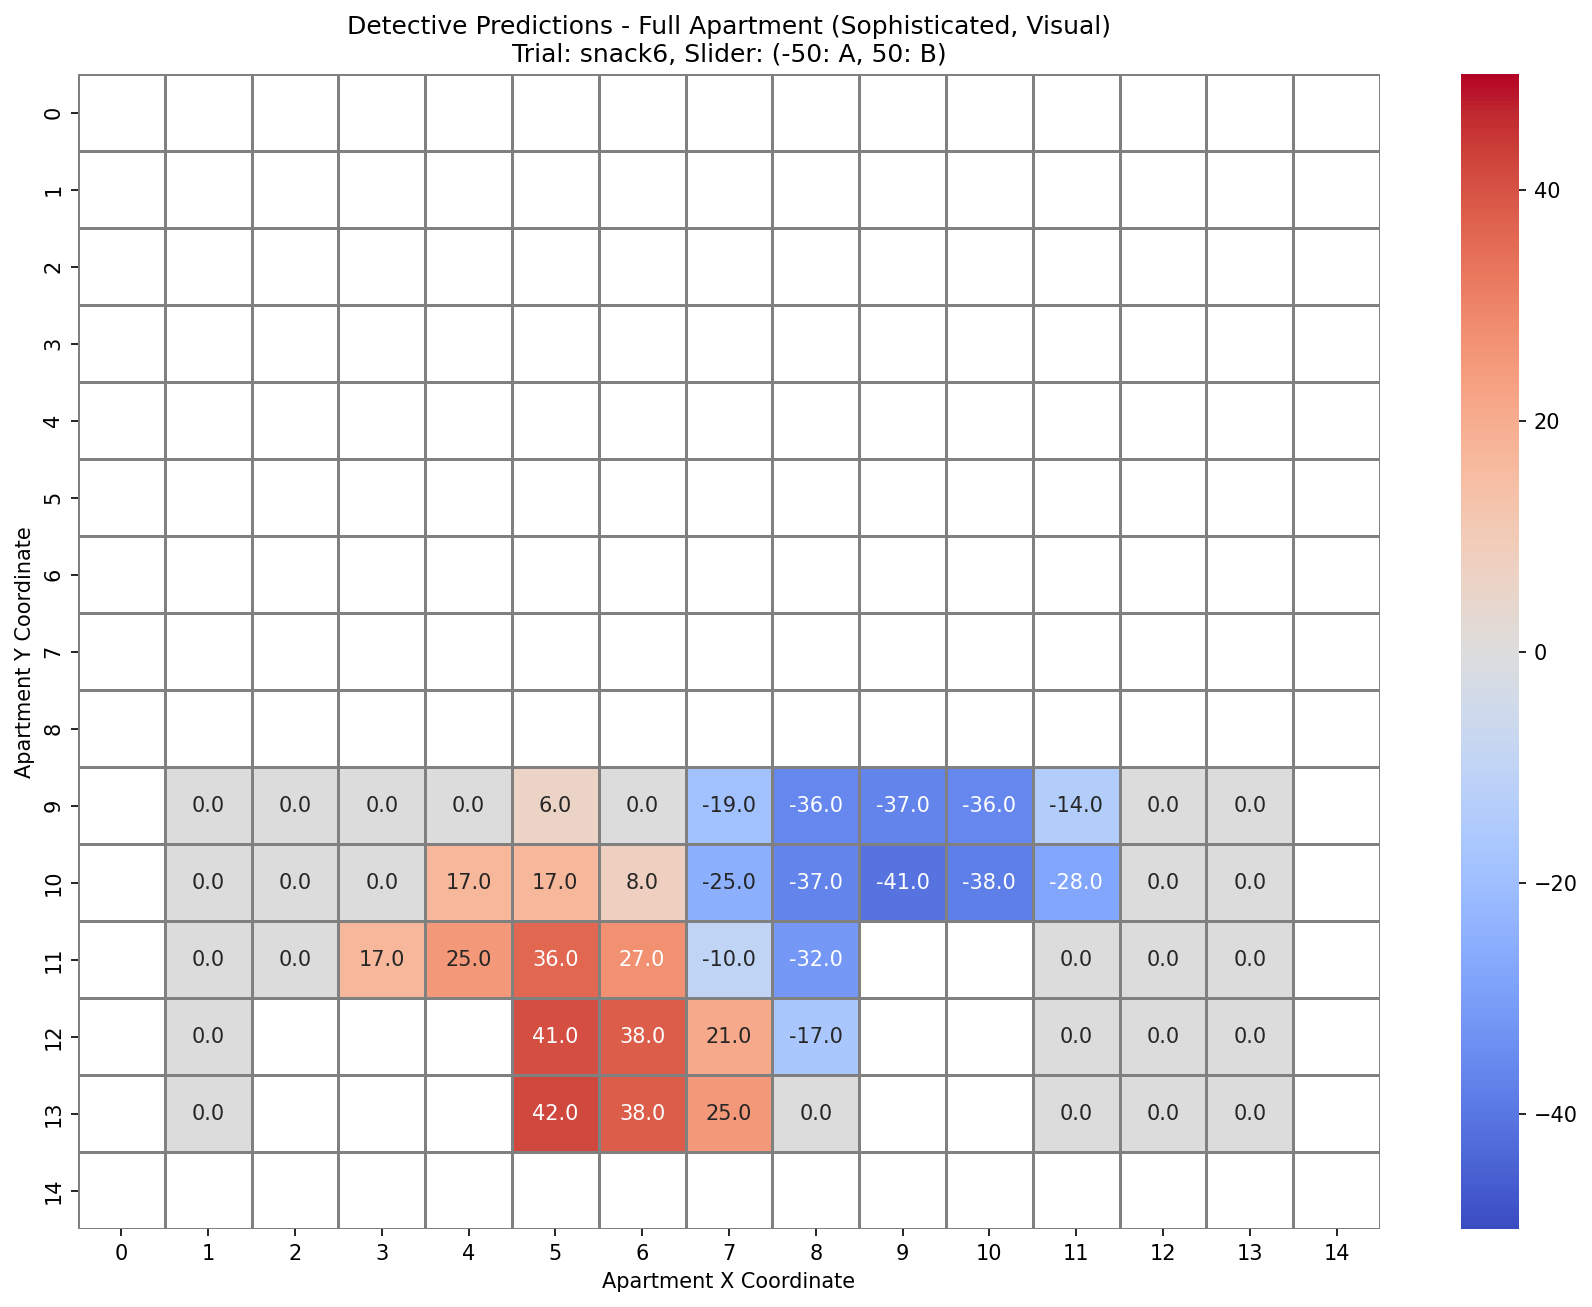 Detective Predictions - Full Apartment (Sophisticated, Visual)
Trial: snack6, Slider: (-50: A, 50: B)
Apartment Y Coordinate
0
1
2
3
4
5
6
7
8
9 0.0 0.0 0.0 0.0 6.0 0.0 -19.0 -36.0 -37.0 -36.0 -14.0 0.0 0.0
10 0.0 0.0 0.0 17.0 17.0 8.0 -25.0 -37.0 -41.0 -38.0 -28.0 0.0 0.0
11 0.0 0.0 17.0 25.0 36.0 27.0 -10.0 -32.0 0.0 0.0 0.0
12 0.0 41.0 38.0 21.0 -17.0 0.0 0.0 0.0
13 0.0 42.0 38.0 25.0 0.0 0.0 0.0 0.0
14
0 1 2 3 4 5 6 7 8 9 10 11 12 13 14
Apartment X Coordinate
40
20
0
−20
−40